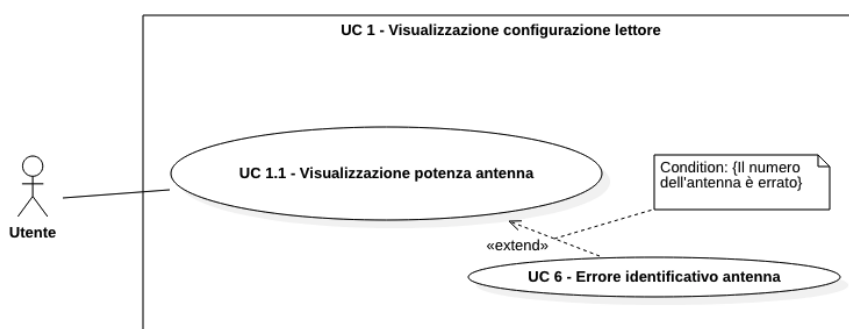 UC 1 - Visualizzazione configurazione lettore
UC 1.1 - Visualizzazione potenza antenna
Condition: {Il numero
dell'antenna è errato}
Utente
«extend»
UC 6 - Errore identificativo antenna